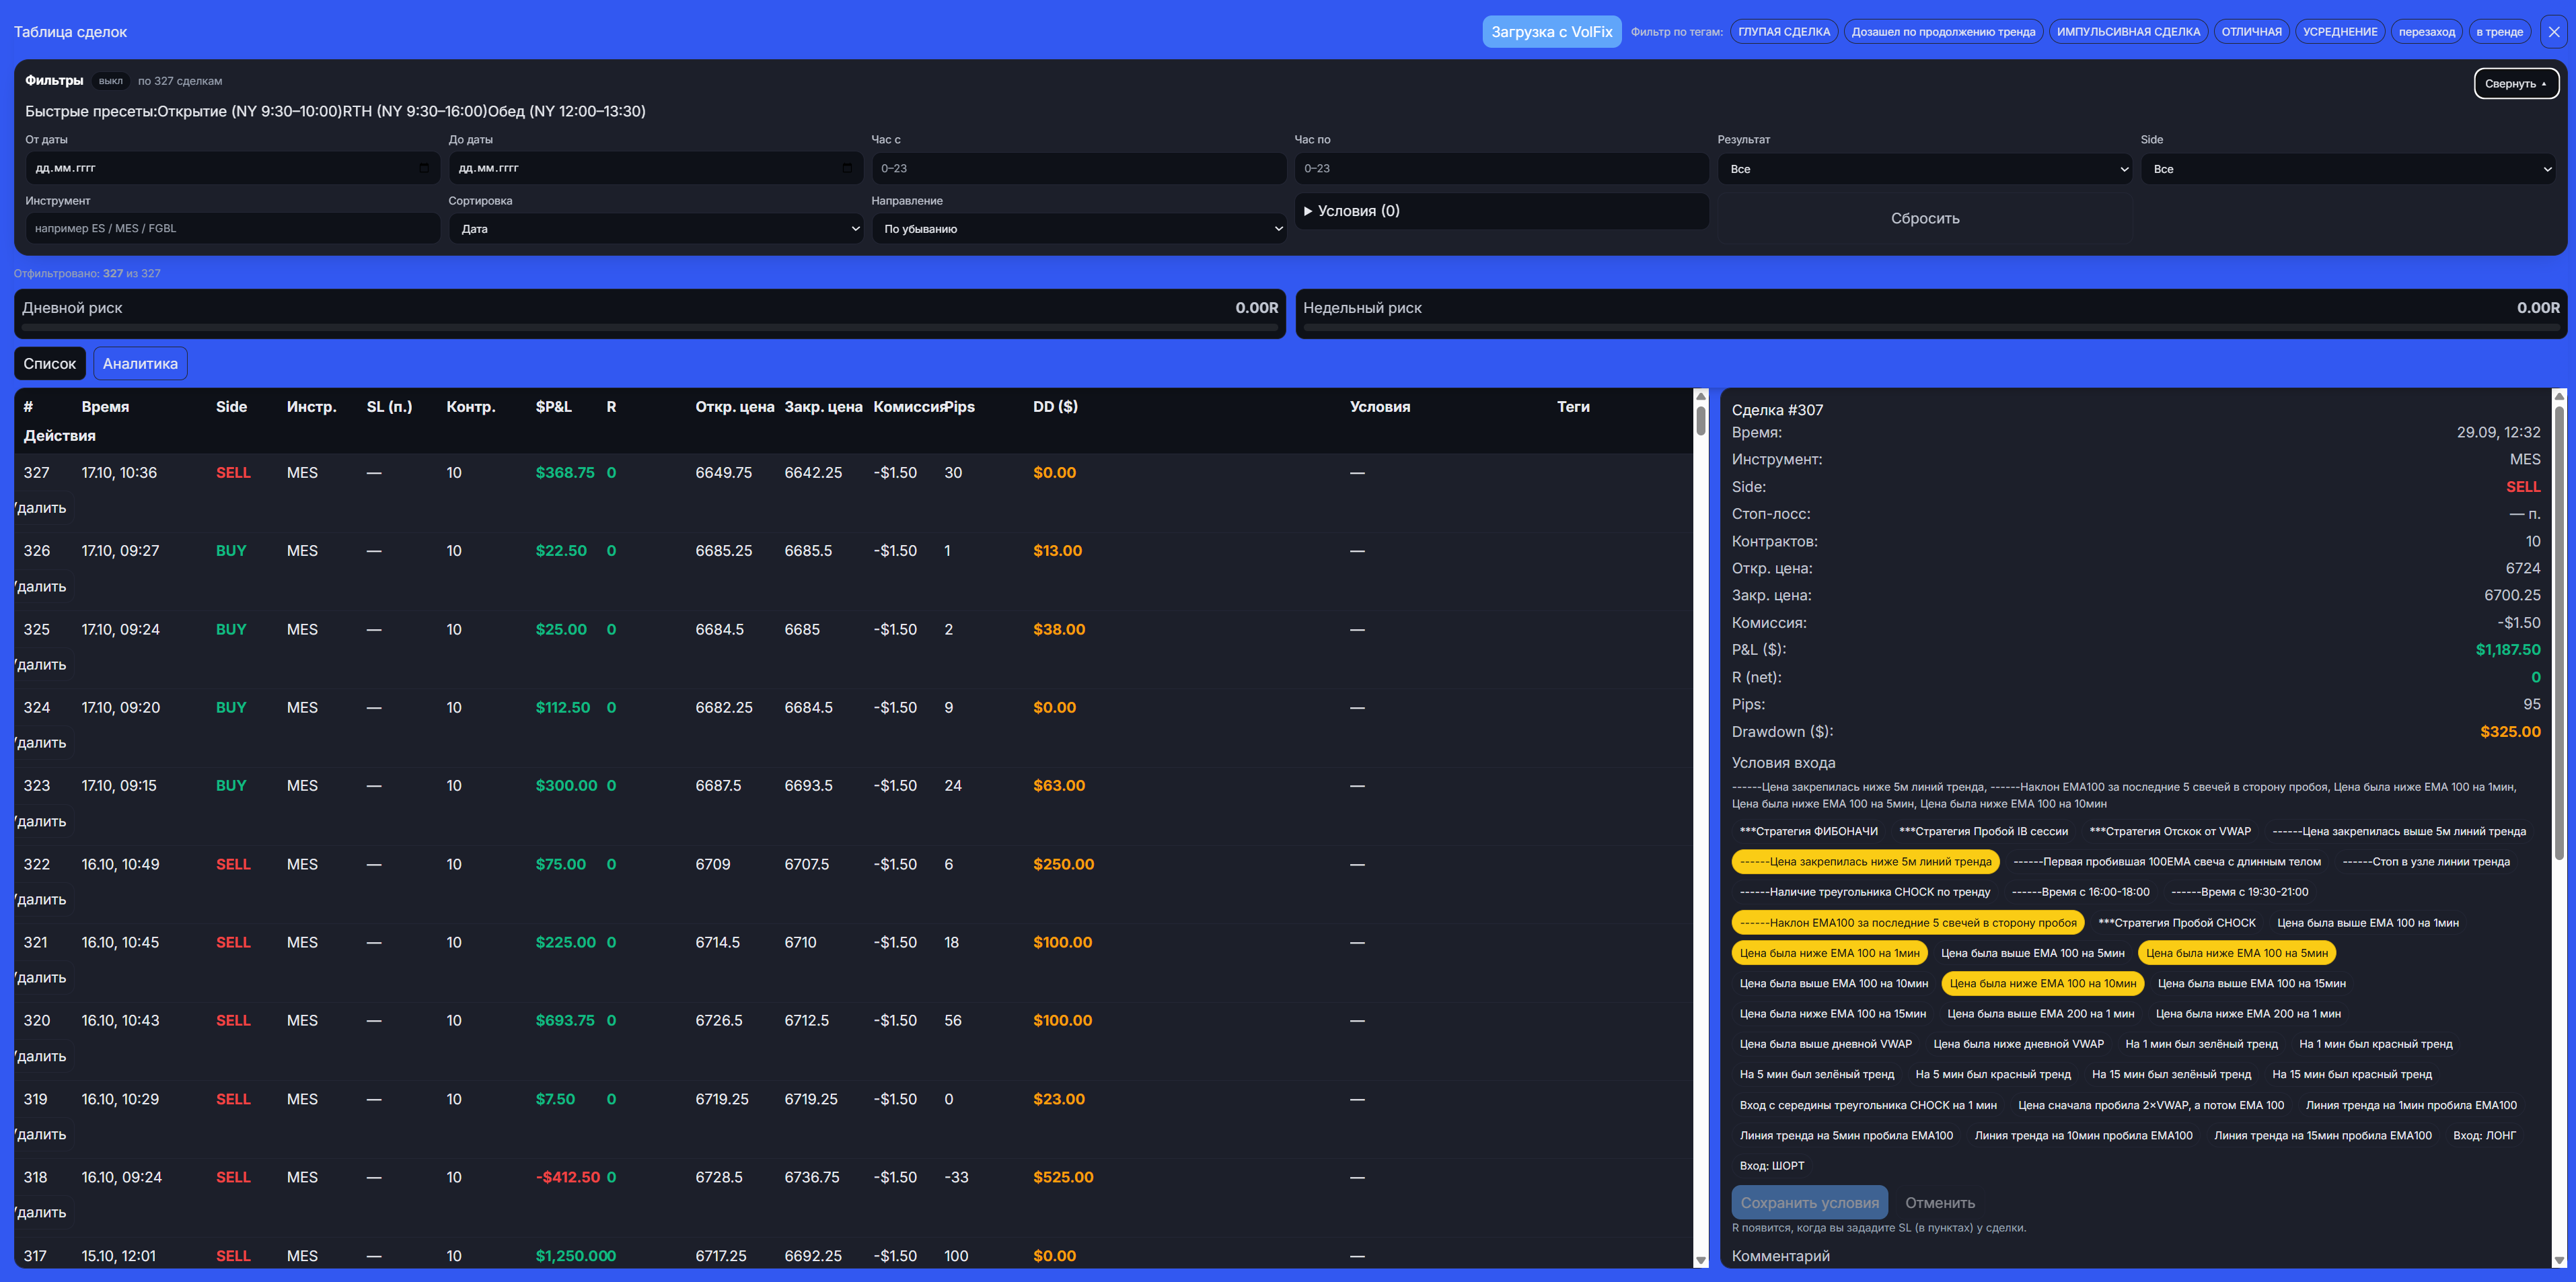 Таблица сделок
Загрузка с VolFix Фильтр по тегам: ГЛУПАЯ СДЕЛКА Дозашел по продолжению тренда ИМПУЛЬСИВНАЯ СДЕЛКА ОТЛИЧНАЯ УСРЕДНЕНИЕ перезаход в тренде
Фильтры выкл по 327 сделкам
Свернуть
Быстрые пресеты:Открытие (NY 9:30–10:00)RTH (NY 9:30–16:00)Обед (NY 12:00–13:30)
От даты До даты Час с Час по Результат Side
дд.мм.гггг дд.мм.гггг 0–23 0–23 Все Все
Инструмент Сортировка Направление
например ES / MES / FGBL Дата По убыванию Условия (0) Сбросить
Отфильтровано: 327 из 327
Дневной риск 0.00R
Недельный риск 0.00R
Список Аналитика
# Время Side Инстр. SL (п.) Контр. $P&L R Откр. цена Закр. цена Комиссия Pips DD ($) Условия Теги
Действия
327 17.10, 10:36 SELL MES — 10 $368.75 0 6649.75 6642.25 -$1.50 30 $0.00 —
далить
326 17.10, 09:27 BUY MES — 10 $22.50 0 6685.25 6685.5 -$1.50 1 $13.00 —
далить
325 17.10, 09:24 BUY MES — 10 $25.00 0 6684.5 6685 -$1.50 2 $38.00 —
далить
324 17.10, 09:20 BUY MES — 10 $112.50 0 6682.25 6684.5 -$1.50 9 $0.00 —
далить
323 17.10, 09:15 BUY MES — 10 $300.00 0 6687.5 6693.5 -$1.50 24 $63.00 —
далить
322 16.10, 10:49 SELL MES — 10 $75.00 0 6709 6707.5 -$1.50 6 $250.00 —
далить
321 16.10, 10:45 SELL MES — 10 $225.00 0 6714.5 6710 -$1.50 18 $100.00 —
далить
320 16.10, 10:43 SELL MES — 10 $693.75 0 6726.5 6712.5 -$1.50 56 $100.00 —
далить
319 16.10, 10:29 SELL MES — 10 $7.50 0 6719.25 6719.25 -$1.50 0 $23.00 —
далить
318 16.10, 09:24 SELL MES — 10 -$412.50 0 6728.5 6736.75 -$1.50 -33 $525.00 —
далить
317 15.10, 12:01 SELL MES — 10 $1,250.00 0 6717.25 6692.25 -$1.50 100 $0.00 —
Сделка #307
Время: 29.09, 12:32
Инструмент: MES
Side: SELL
Стоп-лосс: — п.
Контрактов: 10
Откр. цена: 6724
Закр. цена: 6700.25
Комиссия: -$1.50
P&L ($): $1,187.50
R (net): 0
Pips: 95
Drawdown ($): $325.00
Условия входа
------Цена закрепилась ниже 5м линий тренда, ------Наклон EMA100 за последние 5 свечей в сторону пробоя, Цена была ниже EMA 100 на 1мин,
Цена была ниже EMA 100 на 5мин, Цена была ниже EMA 100 на 10мин
***Стратегия ФИБОНАЧИ ***Стратегия Пробой IB сессии ***Стратегия Отскок от VWAP ------Цена закрепилась выше 5м линий тренда
------Цена закрепилась ниже 5м линий тренда ------Первая пробившая 100EMA свеча с длинным телом ------Стоп в узле линии тренда
------Наличие треугольника CHOCK по тренду ------Время с 16:00-18:00 ------Время с 19:30-21:00
------Наклон EMA100 за последние 5 свечей в сторону пробоя ***Стратегия Пробой CHOCK Цена была выше EMA 100 на 1мин
Цена была ниже EMA 100 на 1мин Цена была выше EMA 100 на 5мин Цена была ниже EMA 100 на 5мин
Цена была выше EMA 100 на 10мин Цена была ниже EMA 100 на 10мин Цена была выше EMA 100 на 15мин
Цена была ниже EMA 100 на 15мин Цена была выше EMA 200 на 1 мин Цена была ниже EMA 200 на 1 мин
Цена была выше дневной VWAP Цена была ниже дневной VWAP На 1 мин был зелёный тренд На 1 мин был красный тренд
На 5 мин был зелёный тренд На 5 мин был красный тренд На 15 мин был зелёный тренд На 15 мин был красный тренд
Вход с середины треугольника CHOCK на 1 мин Цена сначала пробила 2×VWAP, а потом EMA 100 Линия тренда на 1мин пробила EMA100
Линия тренда на 5мин пробила EMA100 Линия тренда на 10мин пробила EMA100 Линия тренда на 15мин пробила EMA100 Вход: ЛОНГ
Вход: ШОРТ
Сохранить условия Отменить
R появится, когда вы зададите SL (в пунктах) у сделки.
Комментарий